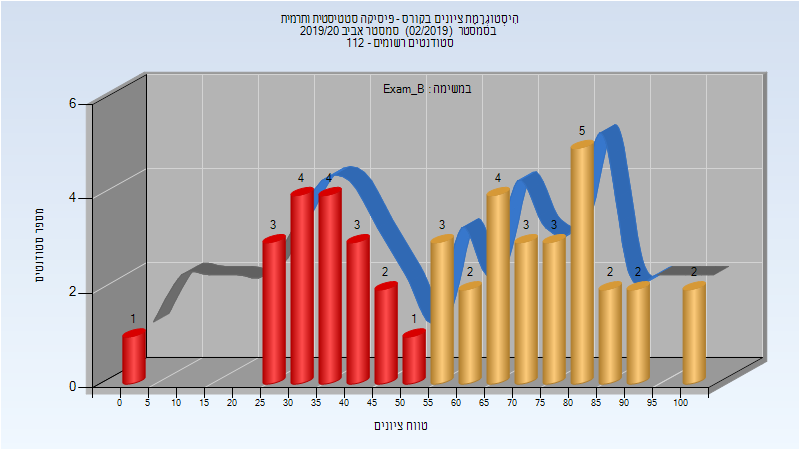 היסטוגרמת ציונים בקורס - פיסיקה סטטיסטית ותרמית
בסמסטר (02/2019) סמסטר אביב 2019/20
סטודנטים רשומים - 112
במשימה : Exam_B
מספר סטודנטים
6
4
2
0
1
3
4
4
3
2
1
3
2
4
3
3
5
2
2
2
0 5 10 15 20 25 30 35 40 45 50 55 60 65 70 75 80 85 90 95 100
טווח ציונים